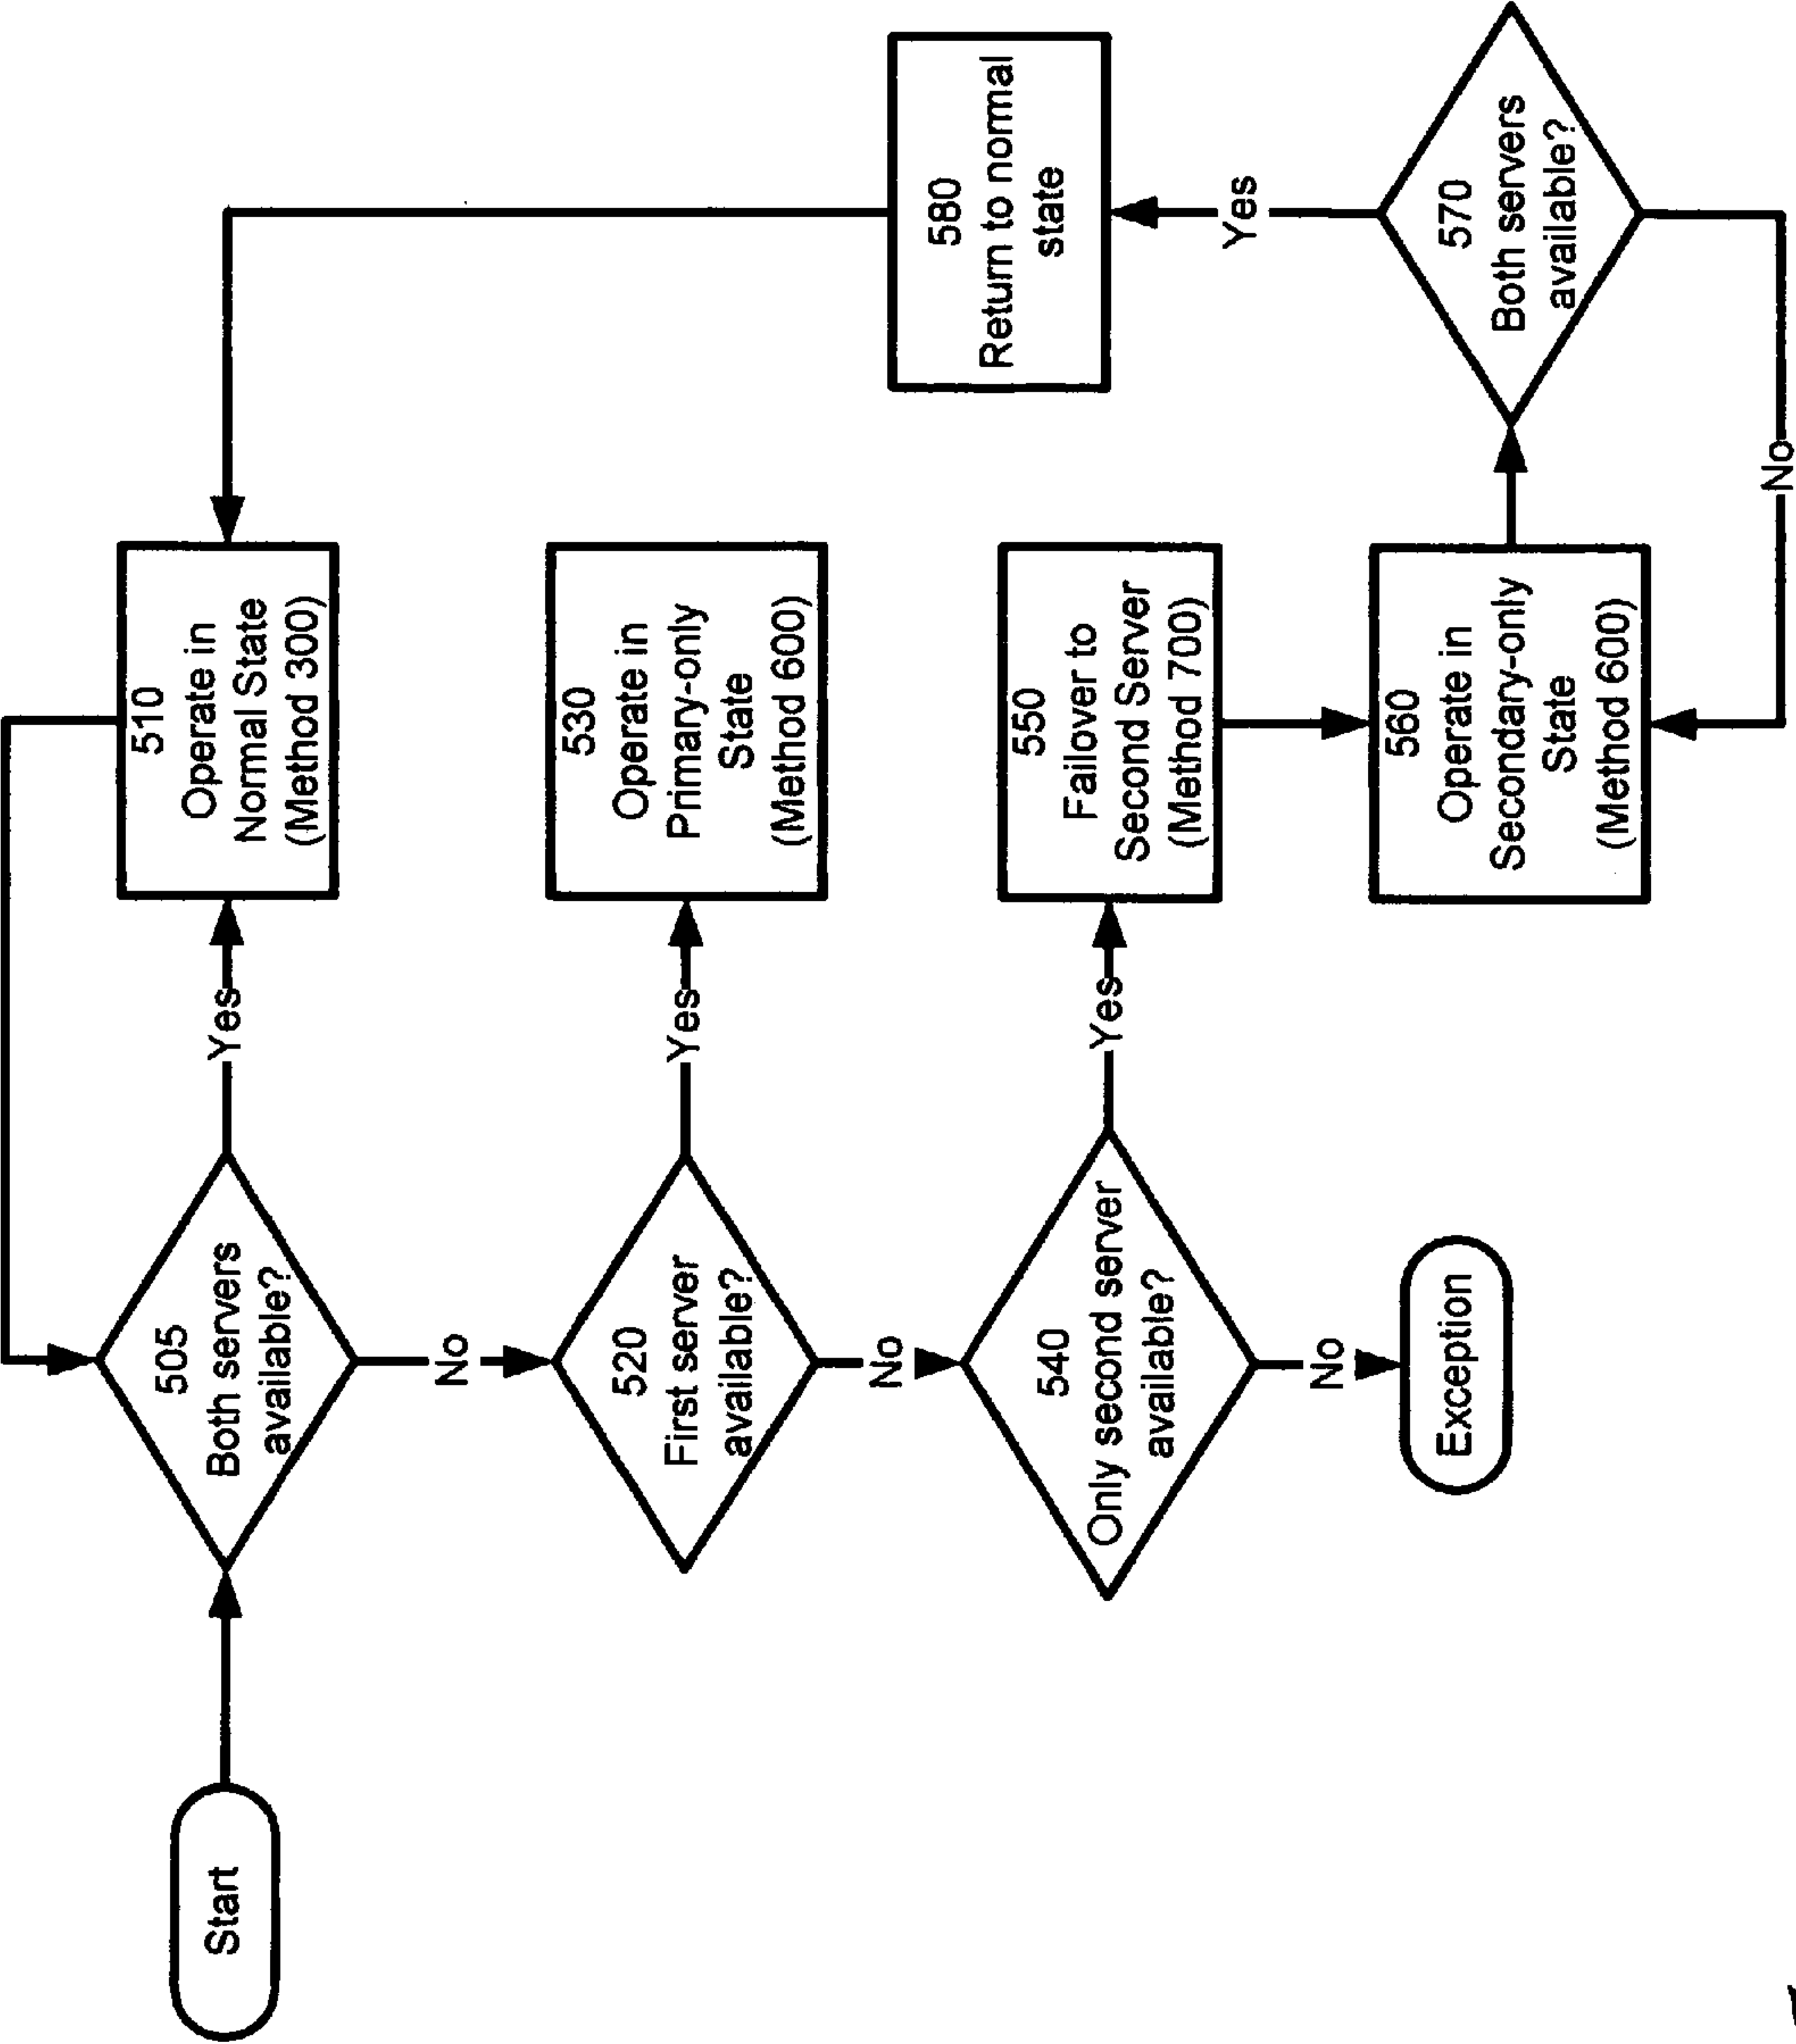 Start
505
Both servers
available?
Yes
510
Operate in
Normal State
(Method 300)
No
520
First server
available?
Yes
530
Operate in
Primary-only
State
(Method 600)
No
540
Only second server
available?
Yes
550
Failover to
Second Server
(Method 700)
No
Exception
560
Operate in
Secondary-only
State
(Method 600)
570
Both servers
available?
No
Yes
580
Return to normal
state